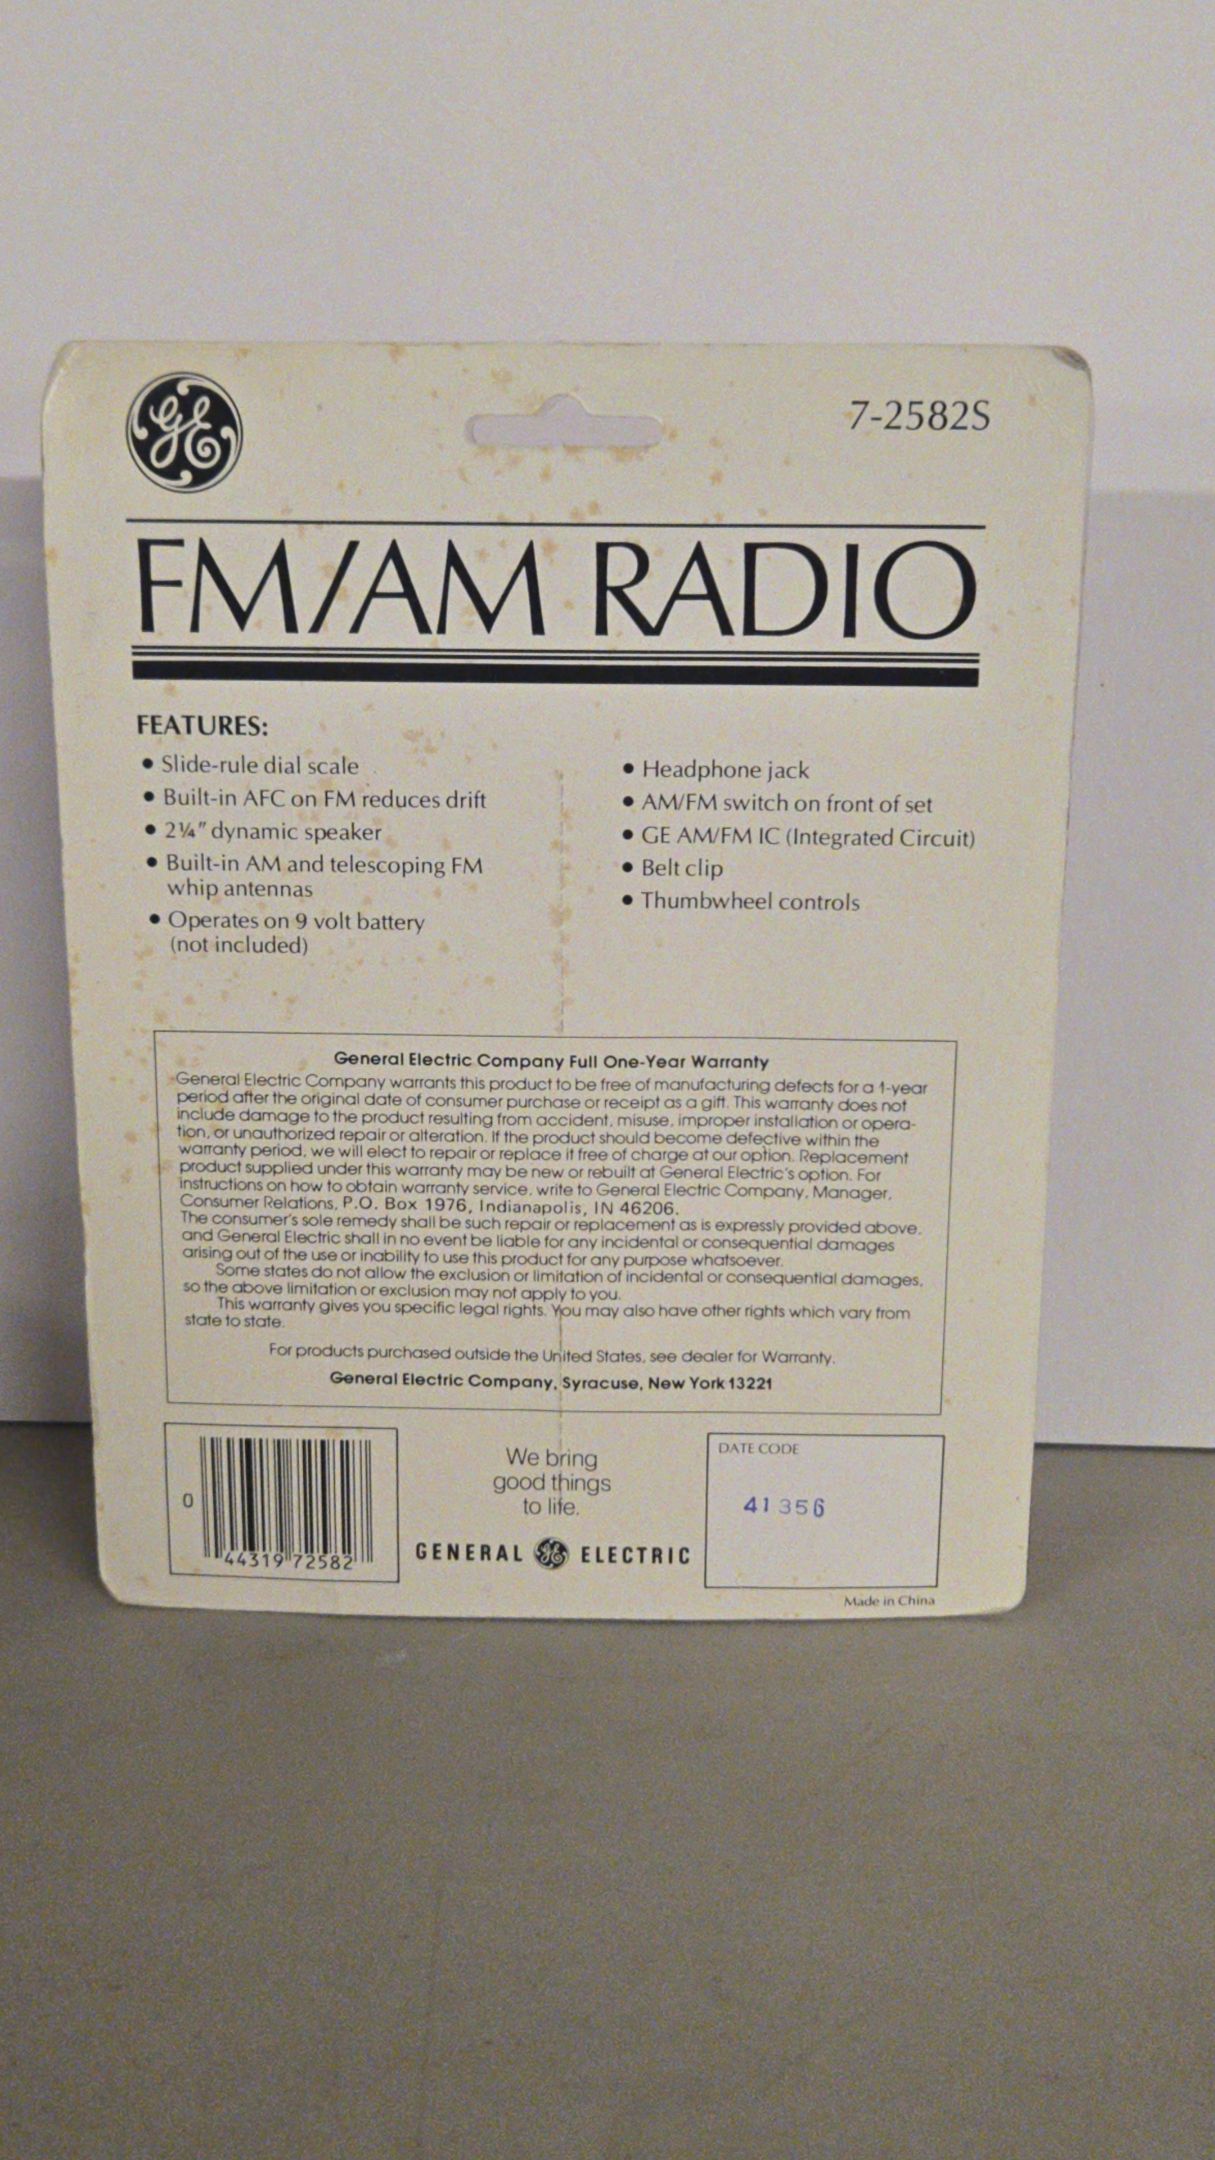 GE
7-2582S
FM/AM RADIO
FEATURES:
• Slide-rule dial scale
• Built-in AFC on FM reduces drift
• 2¼" dynamic speaker
• Built-in AM and telescoping FM
whip antennas
• Operates on 9 volt battery
(not included)
• Headphone jack
• AM/FM switch on front of set
• GE AM/FM IC (Integrated Circuit)
• Belt clip
• Thumbwheel controls
General Electric Company Full One-Year Warranty
General Electric Company warrants this product to be free of manufacturing defects for a 1-year
period after the original date of consumer purchase or receipt as a gift. This warranty does not
include damage to the product resulting from accident, misuse, improper installation or opera-
tion, or unauthorized repair or alteration. If the product should become defective within the
warranty period, we will elect to repair or replace it free of charge at our option. Replacement
product supplied under this warranty may be new or rebuilt at General Electric's option. For
instructions on how to obtain warranty service, write to General Electric Company, Manager,
Consumer Relations, P.O. Box 1976, Indianapolis, IN 46206.
The consumer's sole remedy shall be such repair or replacement as is expressly provided above,
and General Electric shall in no event be liable for any incidental or consequential damages
arising out of the use or inability to use this product for any purpose whatsoever.
Some states do not allow the exclusion or limitation of incidental or consequential damages,
so the above limitation or exclusion may not apply to you.
This warranty gives you specific legal rights. You may also have other rights which vary from
state to state.
For products purchased outside the United States, see dealer for Warranty.
General Electric Company, Syracuse, New York 13221
0
44319 72582
We bring
good things
to life.
GENERAL GE ELECTRIC
DATE CODE
41356
Made in China